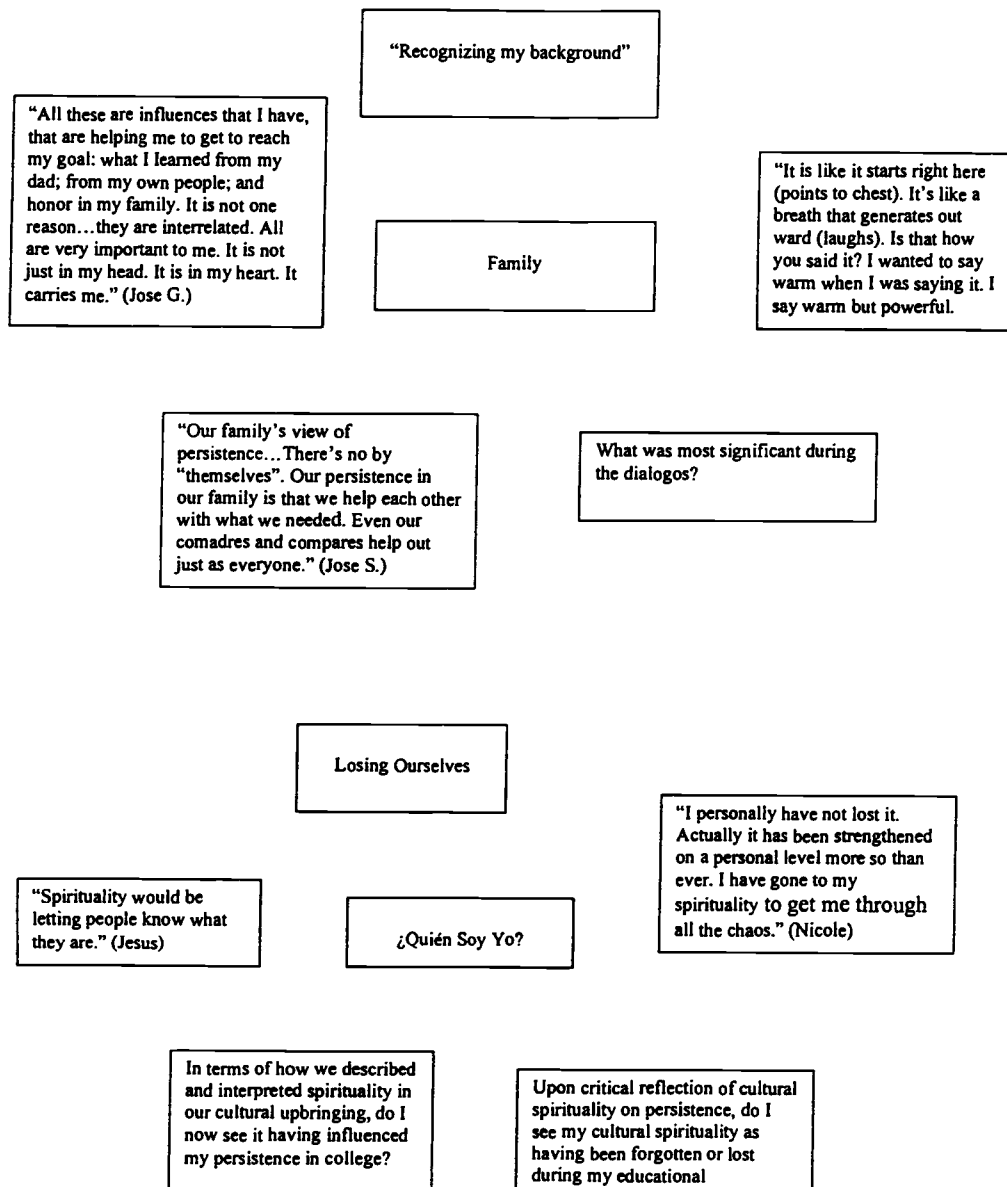 “Recognizing my background”
“All these are influences that I have,
that are helping me to get to reach
my goal: what I learned from my
dad; from my own people; and
honor in my family. It is not one
reason…they are interrelated. All
are very important to me. It is not
just in my head. It is in my heart. It
carries me.” (Jose G.)
Family
“It is like it starts right here
(points to chest). It’s like a
breath that generates out
ward (laughs). Is that how
you said it? I wanted to say
warm when I was saying it. I
say warm but powerful.
“Our family’s view of
persistence…There’s no by
“themselves”. Our persistence in
our family is that we help each other
with what we needed. Even our
comadres and compares help out
just as everyone.” (Jose S.)
What was most significant during
the dialogos?
Losing Ourselves
“Spirituality would be
letting people know what
they are.” (Jesus)
¿Quién Soy Yo?
“I personally have not lost it.
Actually it has been strengthened
on a personal level more so than
ever. I have gone to my
spirituality to get me through
all the chaos.” (Nicole)
In terms of how we described
and interpreted spirituality in
our cultural upbringing, do I
now see it having influenced
my persistence in college?
Upon critical reflection of cultural
spirituality on persistence, do I
see my cultural spirituality as
having been forgotten or lost
during my educational